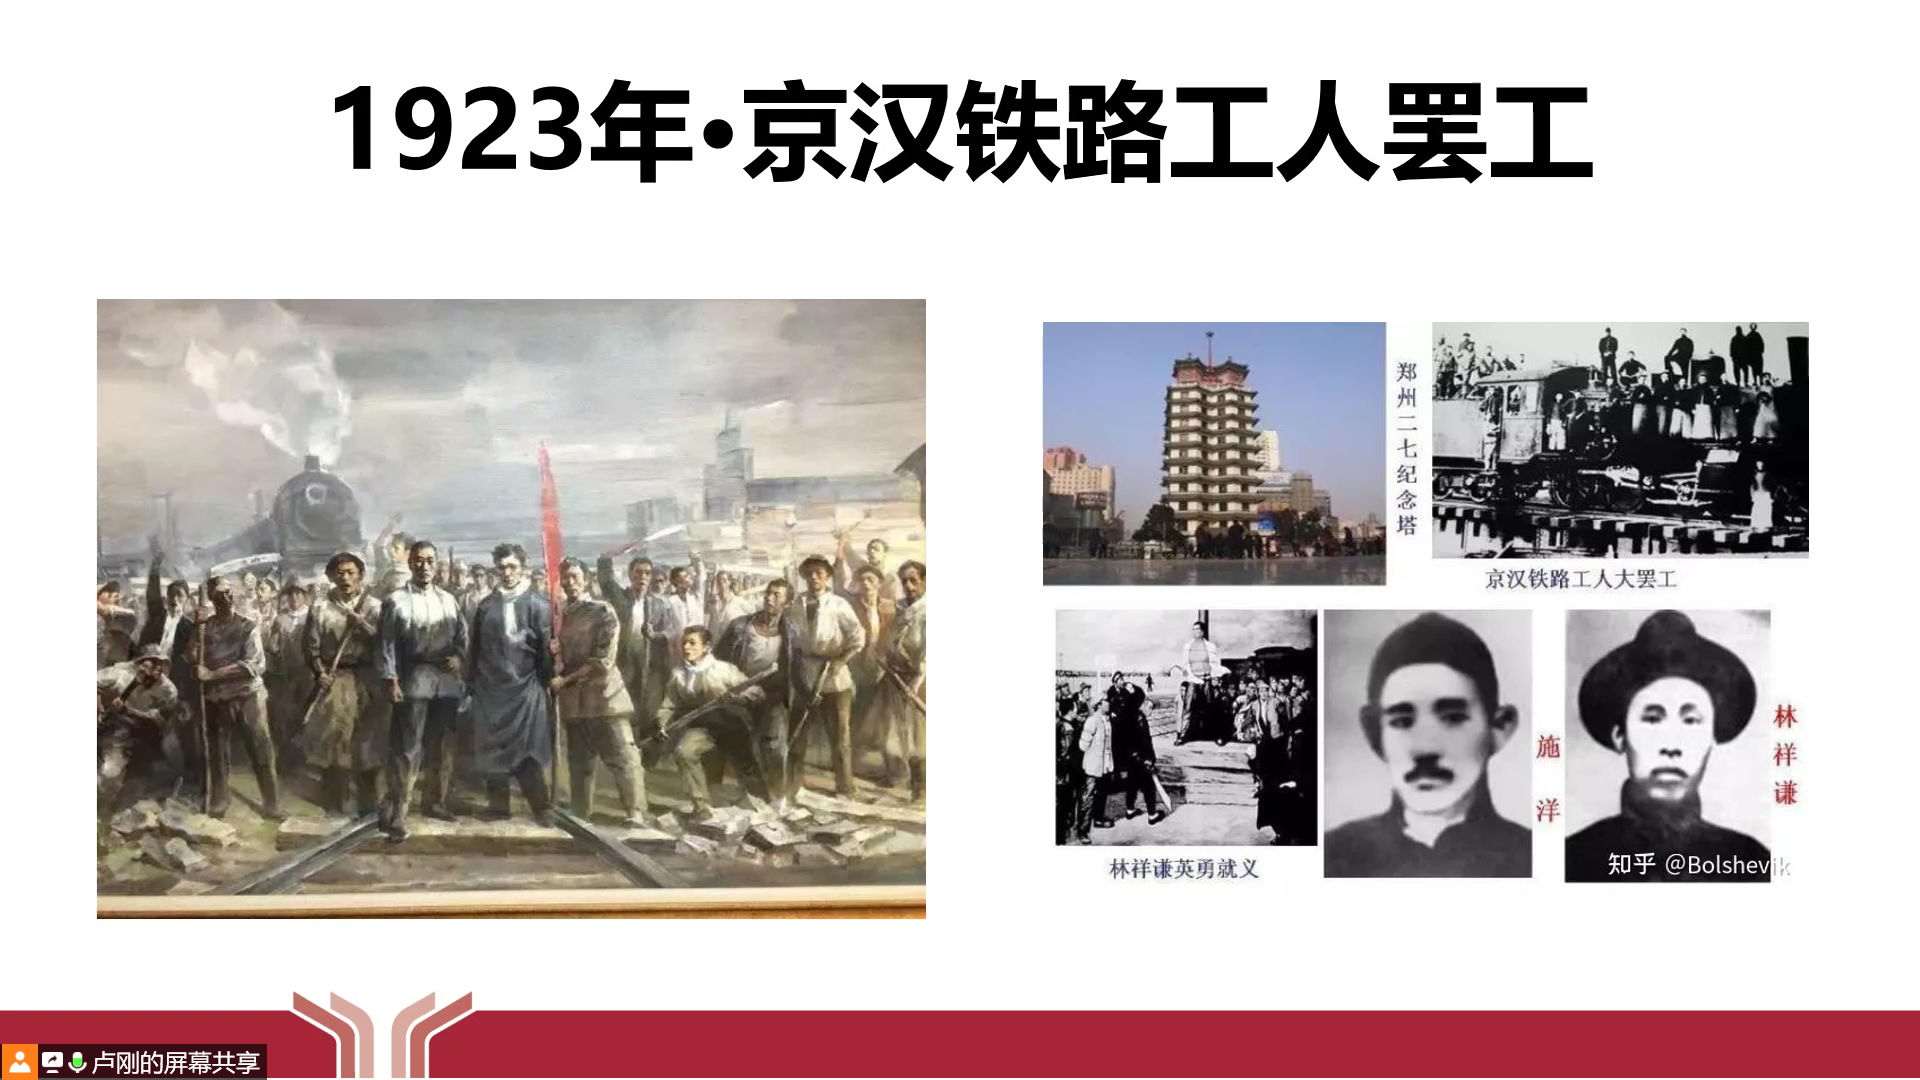 1923年·京汉铁路工人罢工
郑州二七纪念塔
京汉铁路工人大罢工
林祥谦英勇就义
施洋
林祥谦
知乎 @Bolshevik
卢刚的屏幕共享